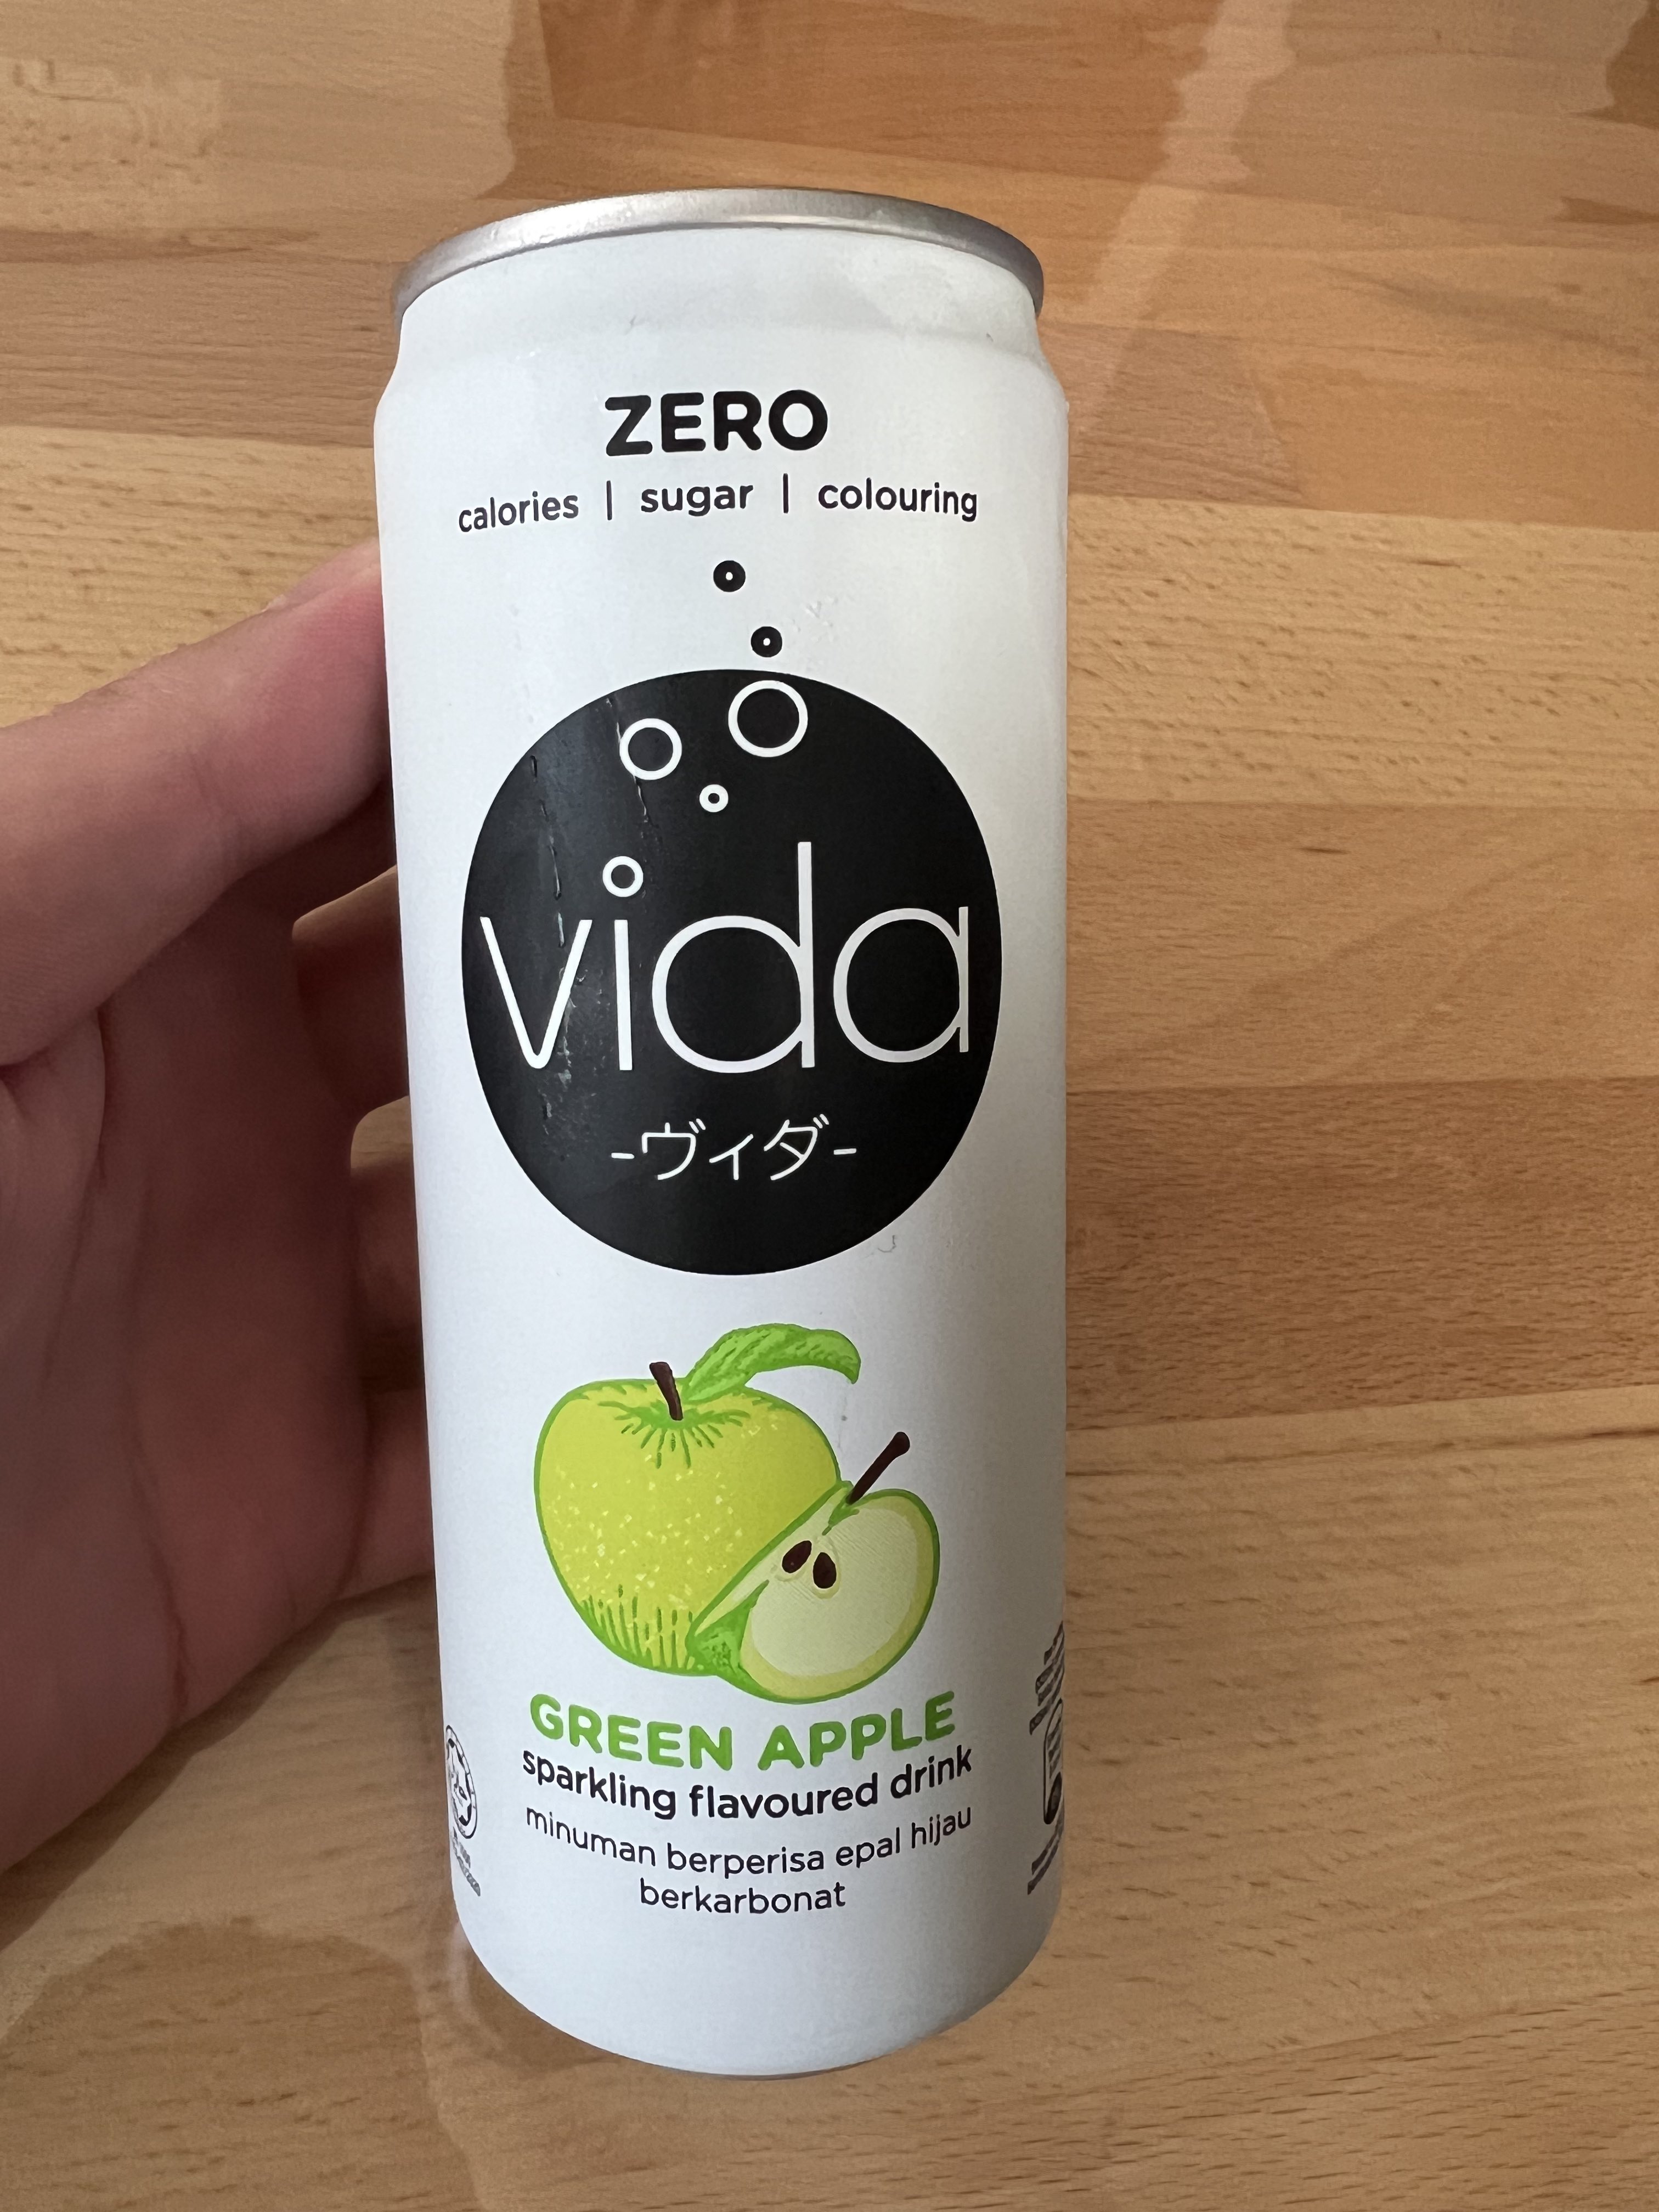 ZERO
calories | sugar | colouring
vida
-ヴィダ-
GREEN APPLE
sparkling flavoured drink
minuman berperisa epal hijau
berkarbonat